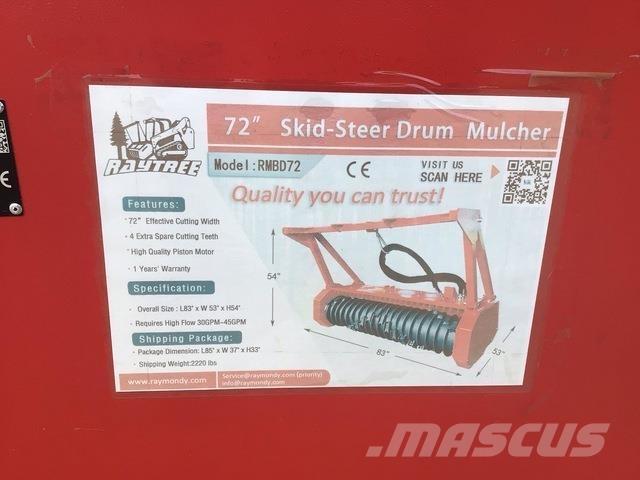 72" Skid-Steer Drum Mulcher
RAYTREE
Model:RMBD72
CE
VISIT US
SCAN HERE
Quality you can trust!
Features:
· 72" Effective Cutting Width
· 4 Extra Spare Cutting Teeth
· High Quality Piston Motor
· 1 Years' Warranty
Specification:
· Overall Size : L83" x W 53" x H54"
· Requires High Flow 30GPM-45GPM
Shipping Package:
· Package Dimension: L85" x W 37" x H33"
· Shipping Weight:2220 lbs
54"
83"
53"
www.raymondy.com
Service@raymondy.com (priority)
info@raymondy.com
CE
MASCUS